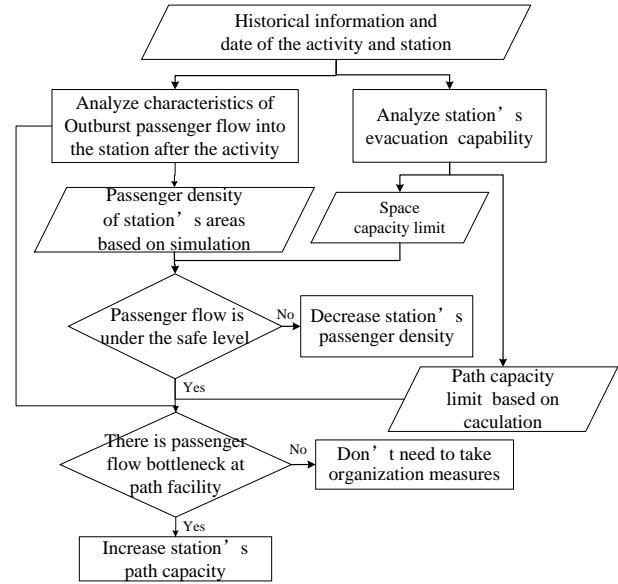 Historical information and
date of the activity and station
Analyze characteristics of
Outburst passenger flow into
the station after the activity
Analyze station’s
evacuation capability
Passenger density
of station’s areas
based on simulation
Space
capacity limit
Passenger flow is
under the safe level
No
Decrease station’s
passenger density
Yes
Path capacity
limit based on
caculation
There is passenger
flow bottleneck at
path facility
No
Don’t need to take
organization measures
Yes
Increase station’s
path capacity